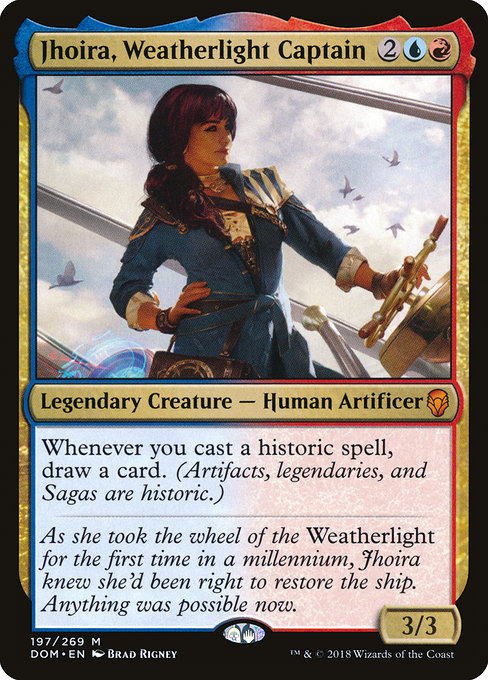 Jhoira, Weatherlight Captain 2
Legendary Creature — Human Artificer
Whenever you cast a historic spell,
draw a card. (Artifacts, legendaries, and
Sagas are historic.)
As she took the wheel of the Weatherlight
for the first time in a millennium, Jhoira
knew she'd been right to restore the ship.
Anything was possible now.
3/3
197/269 M
DOM • EN Brad Rigney
™ & © 2018 Wizards of the Coast